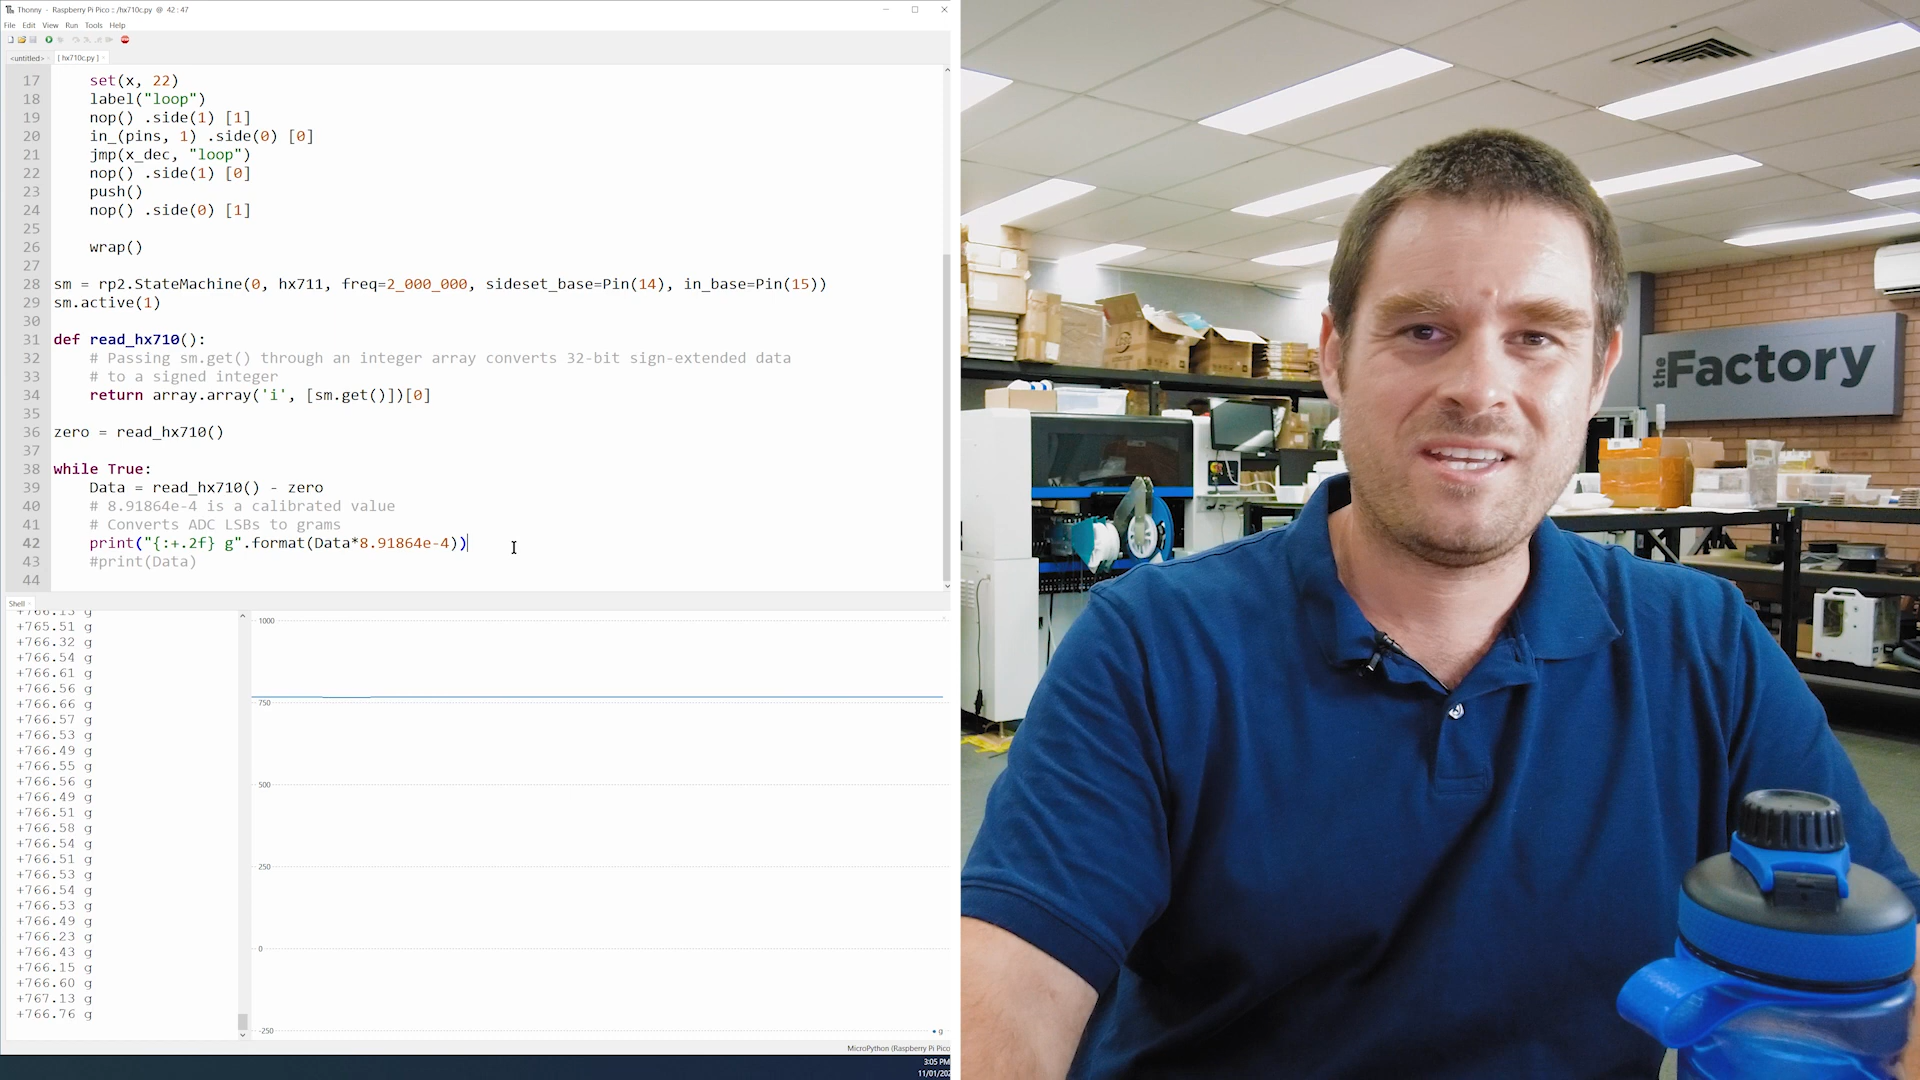 Thonny - Raspberry Pi Pico :: /hx710c.py @ 42 : 47
File Edit View Run Tools Help
<untitled> [ hx710c.py ]
17 set(x, 22)
18 label("loop")
19 nop() .side(1) [1]
20 in_(pins, 1) .side(0) [0]
21 jmp(x_dec, "loop")
22 nop() .side(1) [0]
23 push()
24 nop() .side(0) [1]
25
26 wrap()
27
28 sm = rp2.StateMachine(0, hx711, freq=2_000_000, sideset_base=Pin(14), in_base=Pin(15))
29 sm.active(1)
30
31 def read_hx710():
32 # Passing sm.get() through an integer array converts 32-bit sign-extended data
33 # to a signed integer
34 return array.array('i', [sm.get()])[0]
35
36 zero = read_hx710()
37
38 while True:
39 Data = read_hx710() - zero
40 # 8.91864e-4 is a calibrated value
41 # Converts ADC LSBs to grams
42 print("{:+.2f} g".format(Data*8.91864e-4))
43 #print(Data)
44
Shell
+766.13 g
+765.51 g
+766.32 g
+766.54 g
+766.61 g
+766.56 g
+766.66 g
+766.57 g
+766.53 g
+766.49 g
+766.55 g
+766.56 g
+766.49 g
+766.51 g
+766.58 g
+766.54 g
+766.51 g
+766.53 g
+766.54 g
+766.53 g
+766.49 g
+766.23 g
+766.43 g
+766.15 g
+766.60 g
+767.13 g
+766.76 g
1000
750
500
250
0
-250
g
MicroPython (Raspberry Pi Pico
3:05 PM
11/01/202
the Factory